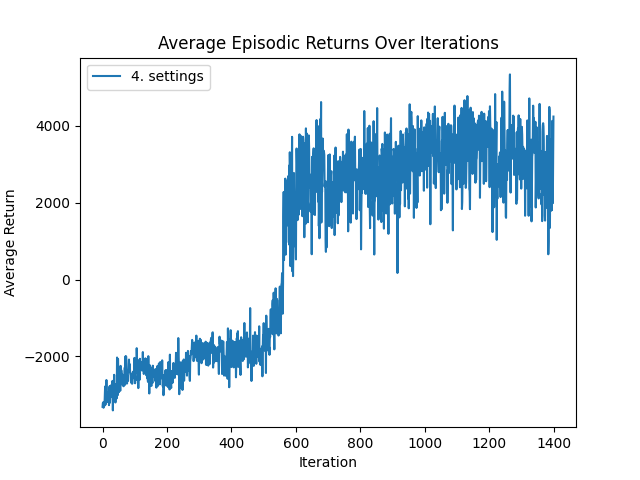 Average Episodic Returns Over Iterations
4. settings
Average Return
4000
2000
0
−2000
0 200 400 600 800 1000 1200 1400
Iteration